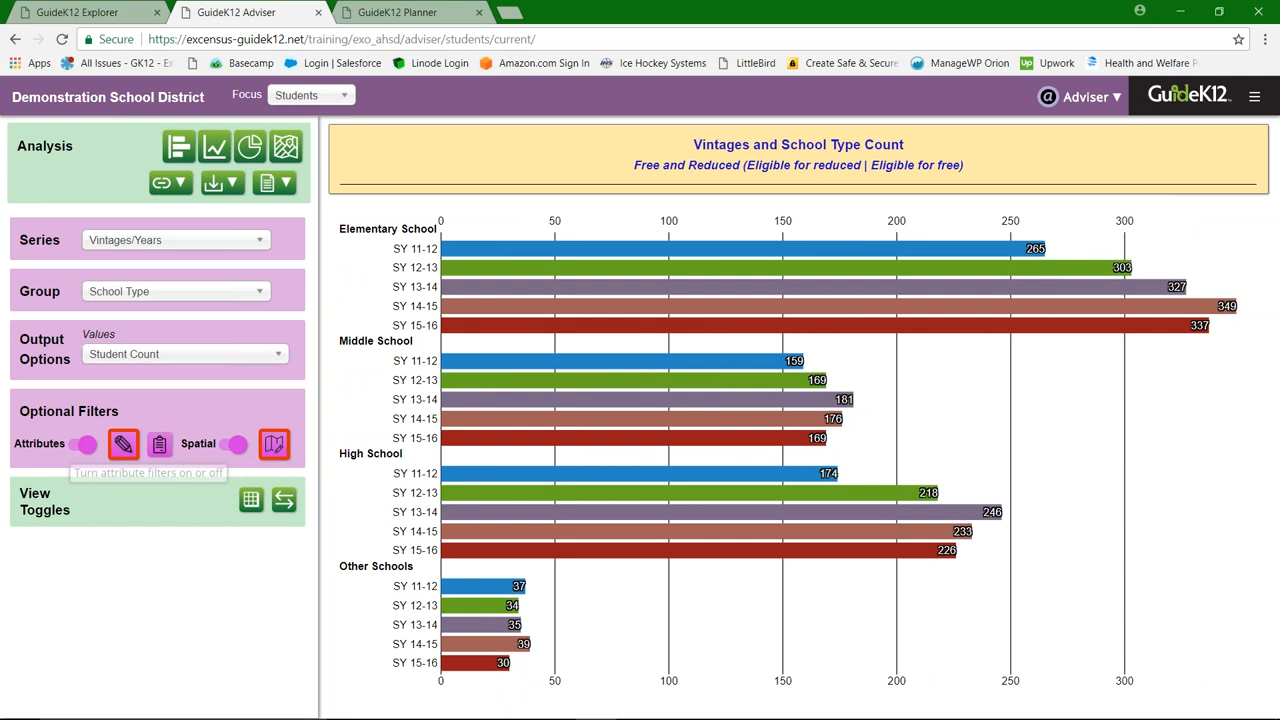 GuideK12 Explorer
GuideK12 Adviser
GuideK12 Planner
Secure
https://excensus-guidek12.net/training/exo_ahsd/adviser/students/current/
Apps
All Issues - GK12 - Ex
Basecamp
Login | Salesforce
Linode Login
Amazon.com Sign In
Ice Hockey Systems
LittleBird
Create Safe & Secure
ManageWP Orion
Upwork
Health and Welfare P
Demonstration School District
Focus
Students
Adviser
GuideK12
Analysis
Series
Vintages/Years
Group
School Type
Output Options
Values
Student Count
Optional Filters
Attributes
Spatial
Turn attribute filters on or off
View Toggles
Vintages and School Type Count
Free and Reduced (Eligible for reduced | Eligible for free)
0 50 100 150 200 250 300
Elementary School
SY 11-12 265
SY 12-13 303
SY 13-14 327
SY 14-15 349
SY 15-16 337
Middle School
SY 11-12 159
SY 12-13 169
SY 13-14 181
SY 14-15 176
SY 15-16 169
High School
SY 11-12 174
SY 12-13 218
SY 13-14 246
SY 14-15 233
SY 15-16 226
Other Schools
SY 11-12 37
SY 12-13 34
SY 13-14 35
SY 14-15 39
SY 15-16 30
0 50 100 150 200 250 300